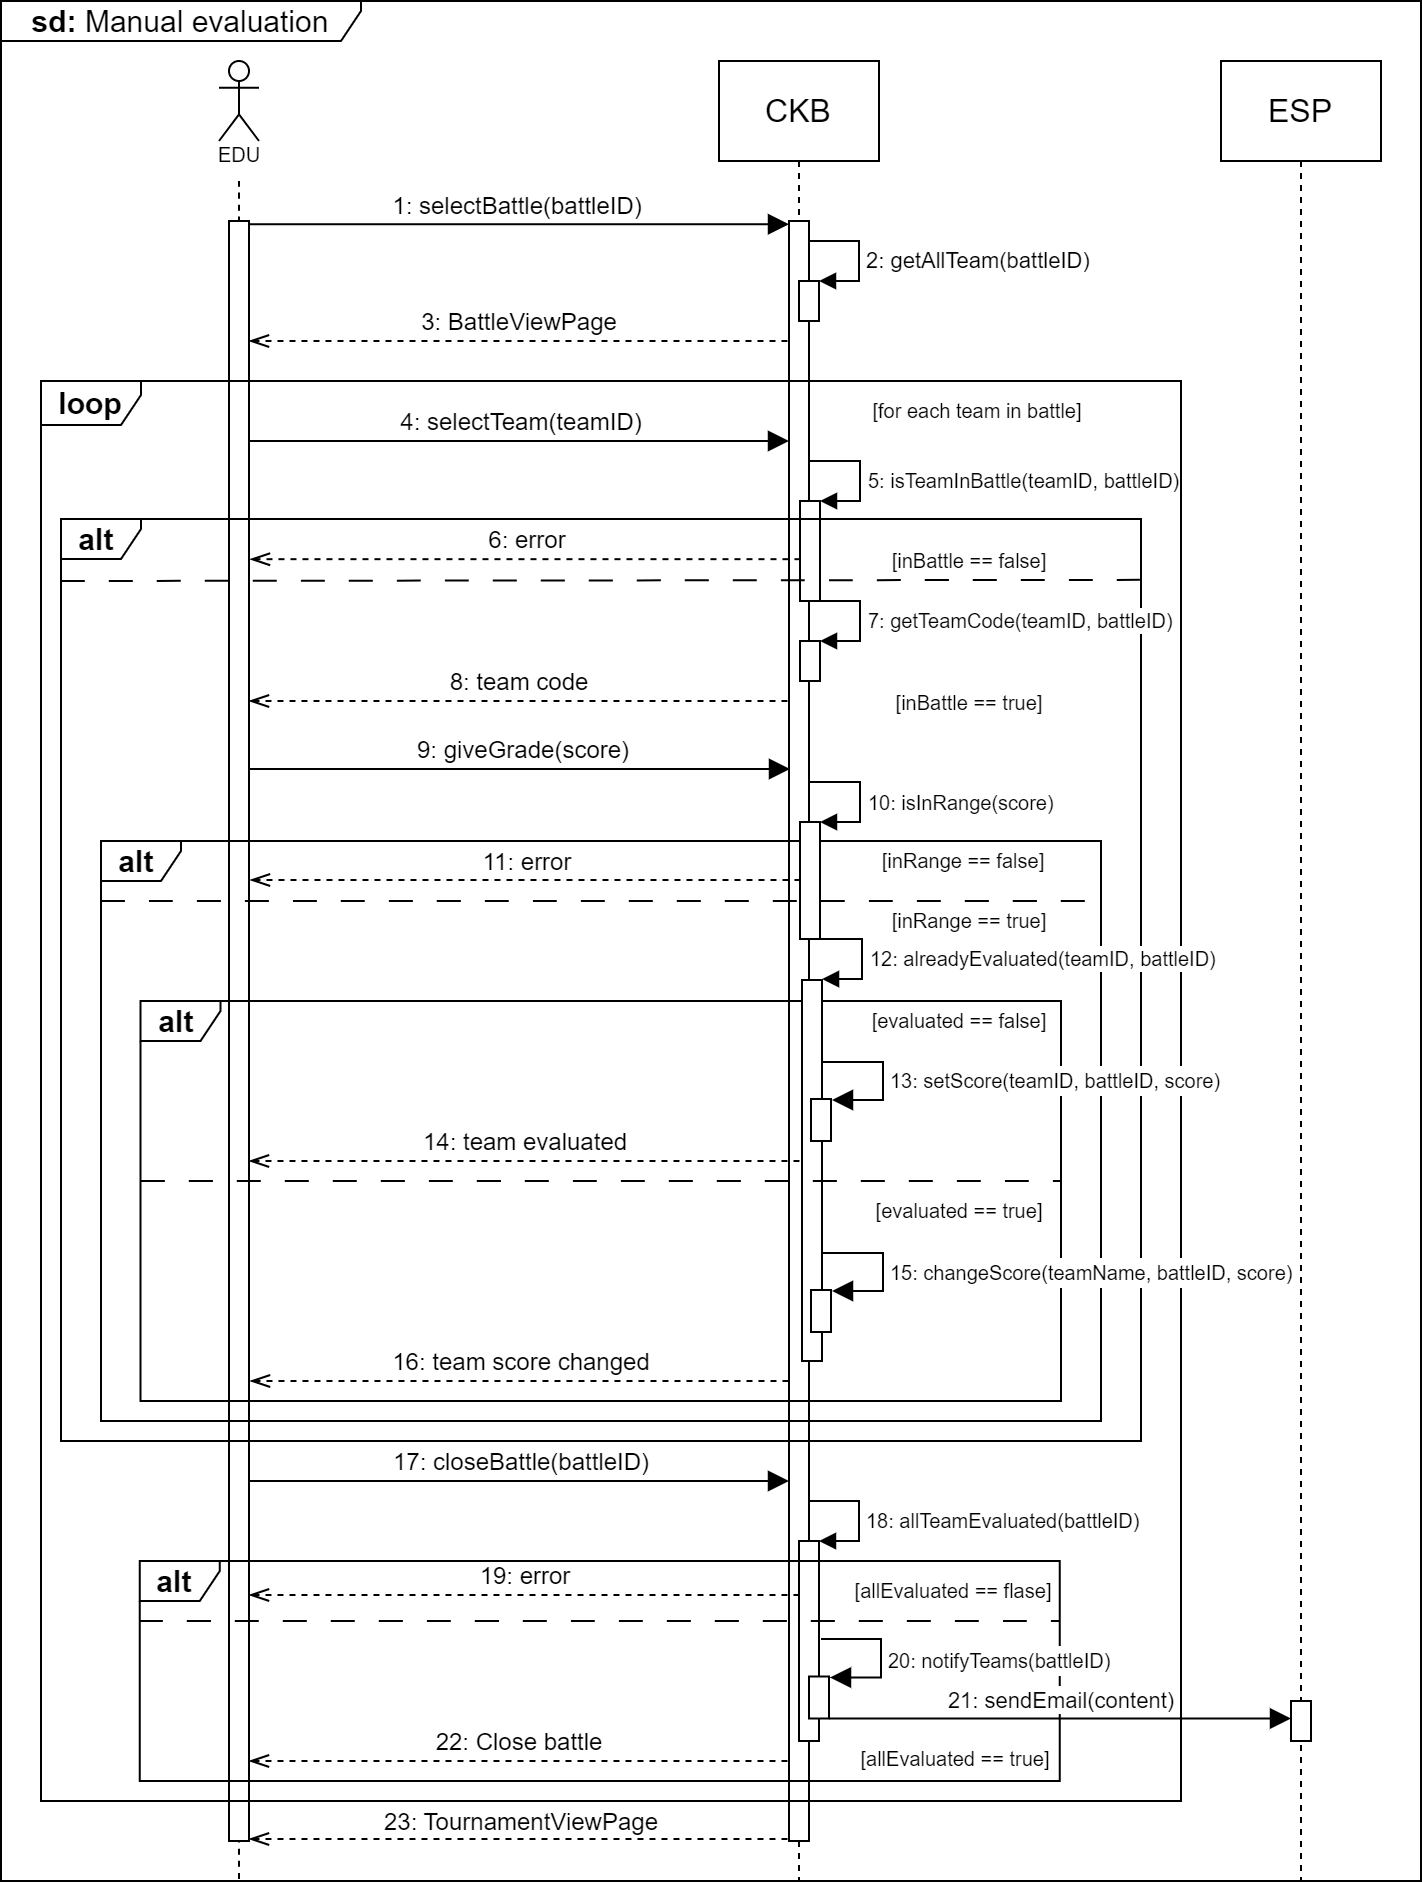 sd: Manual evaluation
EDU
CKB
ESP
1: selectBattle(battleID)
2: getAllTeam(battleID)
3: BattleViewPage
loop
[for each team in battle]
4: selectTeam(teamID)
5: isTeamInBattle(teamID, battleID)
alt
6: error
[inBattle == false]
7: getTeamCode(teamID, battleID)
8: team code
[inBattle == true]
9: giveGrade(score)
10: isInRange(score)
alt
11: error
[inRange == false]
[inRange == true]
12: alreadyEvaluated(teamID, battleID)
alt
[evaluated == false]
13: setScore(teamID, battleID, score)
14: team evaluated
[evaluated == true]
15: changeScore(teamName, battleID, score)
16: team score changed
17: closeBattle(battleID)
18: allTeamEvaluated(battleID)
alt
19: error
[allEvaluated == flase]
20: notifyTeams(battleID)
21: sendEmail(content)
22: Close battle
[allEvaluated == true]
23: TournamentViewPage